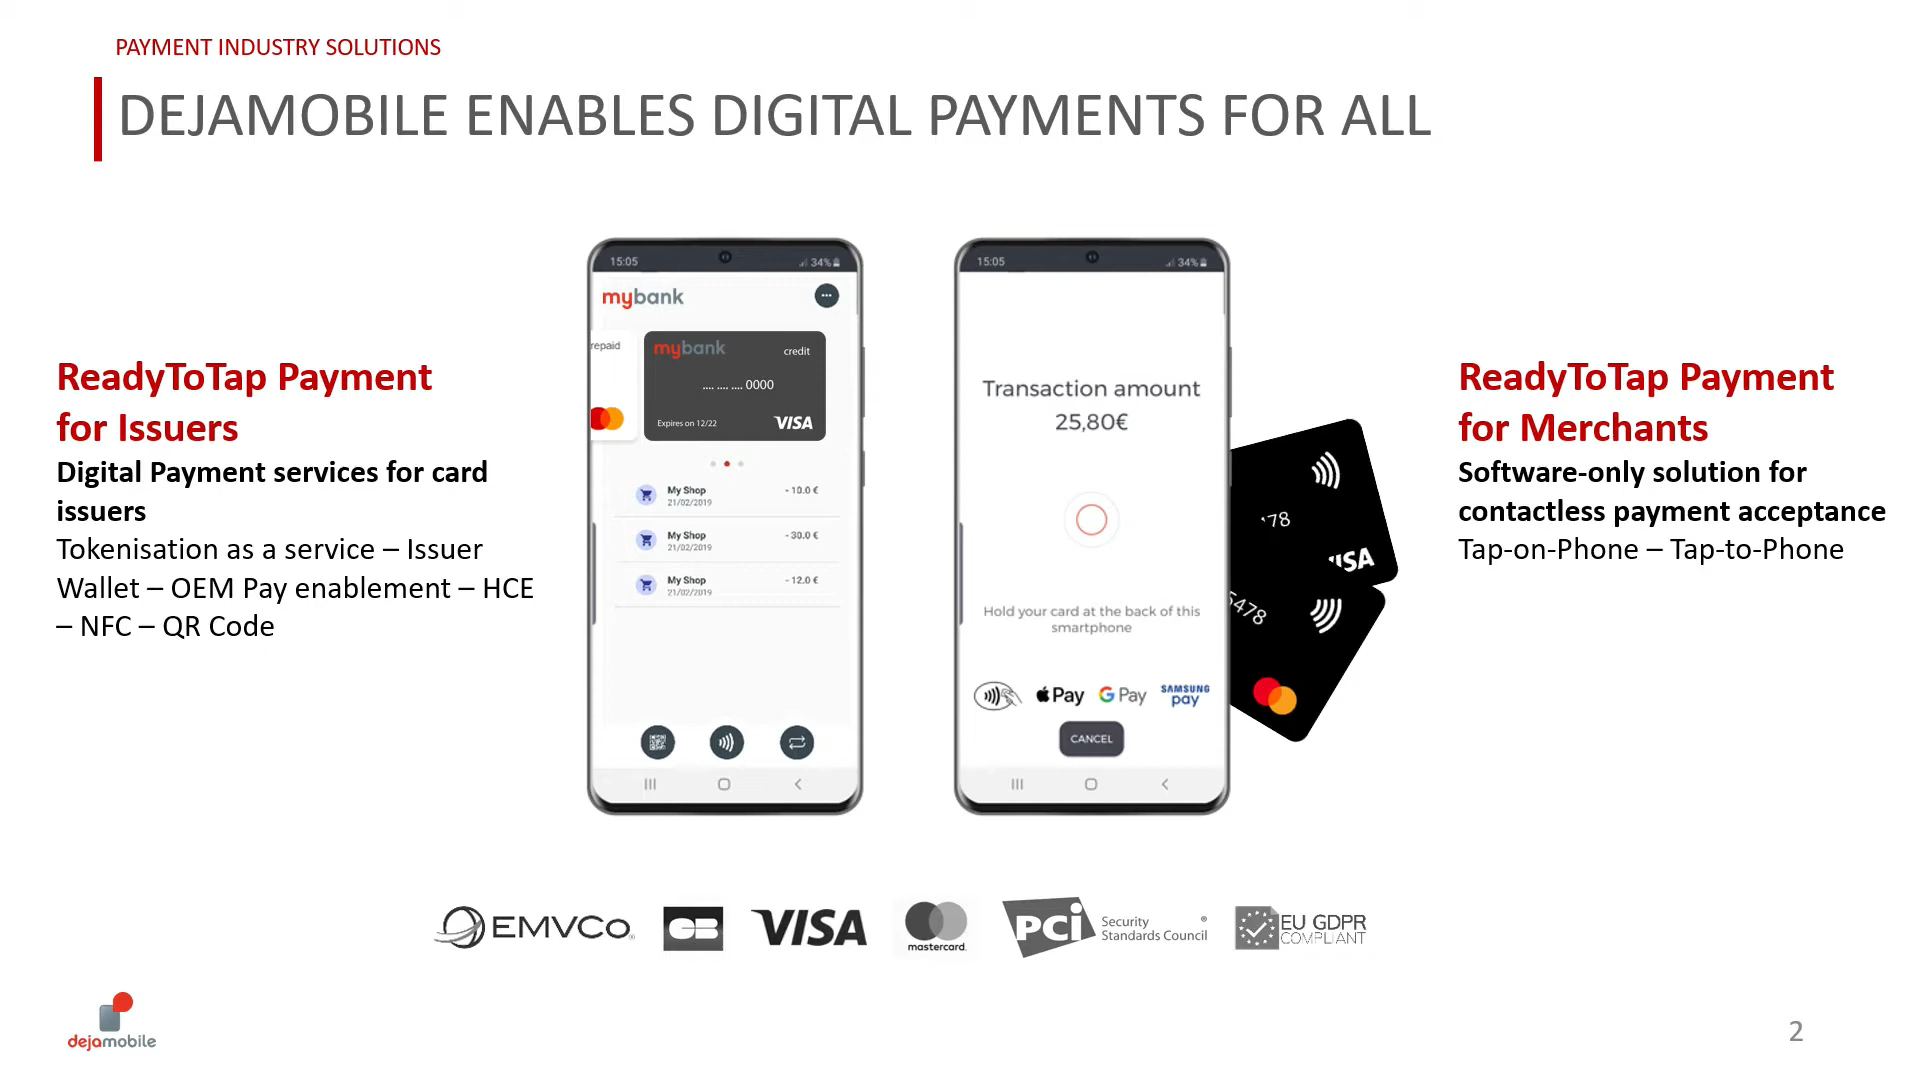 PAYMENT INDUSTRY SOLUTIONS
DEJAMOBILE ENABLES DIGITAL PAYMENTS FOR ALL
ReadyToTap Payment
for Issuers
Digital Payment services for card
issuers
Tokenisation as a service – Issuer
Wallet – OEM Pay enablement – HCE
– NFC – QR Code
15:05
34%
mybank
repaid
mybank
credit
.... .... .... 0000
Expires on 12/22
VISA
My Shop
- 10.0 €
21/02/2019
My Shop
- 30.0 €
21/02/2019
My Shop
- 12.0 €
21/02/2019
15:05
34%
Transaction amount
25,80€
Hold your card at the back of this
smartphone
Pay
G Pay
SAMSUNG
pay
CANCEL
78
VISA
5478
ReadyToTap Payment
for Merchants
Software-only solution for
contactless payment acceptance
Tap-on-Phone – Tap-to-Phone
EMVCo®
CB
VISA
mastercard.
PCi
Security ®
Standards Council
EU GDPR
COMPLIANT
dejamobile
2